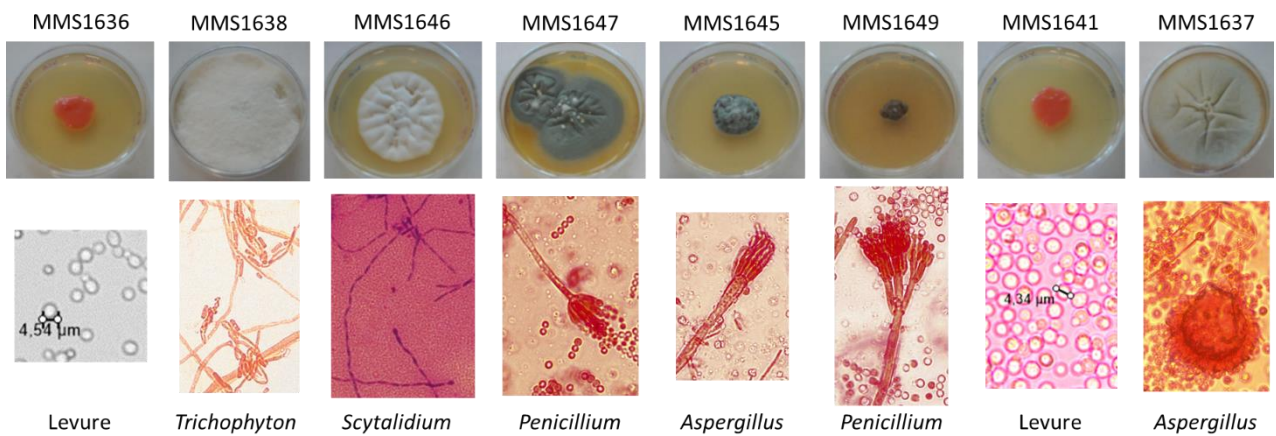 MMS1636 MMS1638 MMS1646 MMS1647 MMS1645 MMS1649 MMS1641 MMS1637
4,54 µm
4,34 µm
Levure Trichophyton Scytalidium Penicillium Aspergillus Penicillium Levure Aspergillus